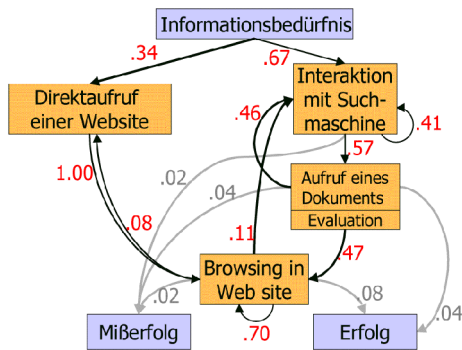 Informationsbedürfnis
.34
.67
Direktaufruf
einer Website
Interaktion
mit Such-
maschine
.46
.41
1.00
.02
.57
.04
Aufruf eines
Dokuments
Evaluation
.08
.11
.47
Browsing in
Web site
.02
.08
.04
.70
Mißerfolg
Erfolg